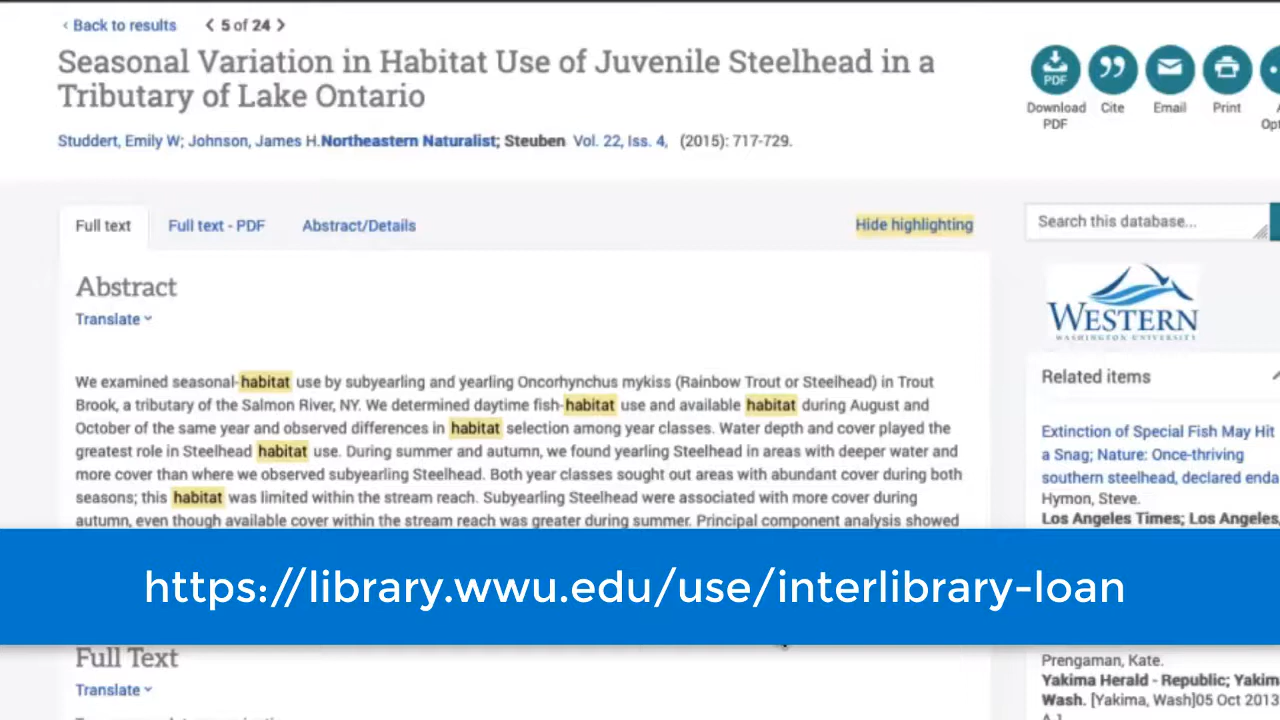 Back to results
5 of 24
Seasonal Variation in Habitat Use of Juvenile Steelhead in a
Tributary of Lake Ontario
Studdert, Emily W; Johnson, James H.Northeastern Naturalist; Steuben Vol. 22, Iss. 4, (2015): 717-729.
PDF
Download
PDF
Cite
Email
Print
Full text
Full text - PDF
Abstract/Details
Hide highlighting
Search this database...
Abstract
Translate
We examined seasonal-habitat use by subyearling and yearling Oncorhynchus mykiss (Rainbow Trout or Steelhead) in Trout
Brook, a tributary of the Salmon River, NY. We determined daytime fish-habitat use and available habitat during August and
October of the same year and observed differences in habitat selection among year classes. Water depth and cover played the
greatest role in Steelhead habitat use. During summer and autumn, we found yearling Steelhead in areas with deeper water and
more cover than where we observed subyearling Steelhead. Both year classes sought out areas with abundant cover during both
seasons; this habitat was limited within the stream reach. Subyearling Steelhead were associated with more cover during
autumn, even though available cover within the stream reach was greater during summer. Principal component analysis showed
WESTERN
WASHINGTON UNIVERSITY
Related items
Extinction of Special Fish May Hit
a Snag; Nature: Once-thriving
southern steelhead, declared enda
Hymon, Steve.
Los Angeles Times; Los Angeles,
https://library.wwu.edu/use/interlibrary-loan
Full Text
Translate
Prengaman, Kate.
Yakima Herald - Republic; Yakim
Wash. [Yakima, Wash]05 Oct 2013